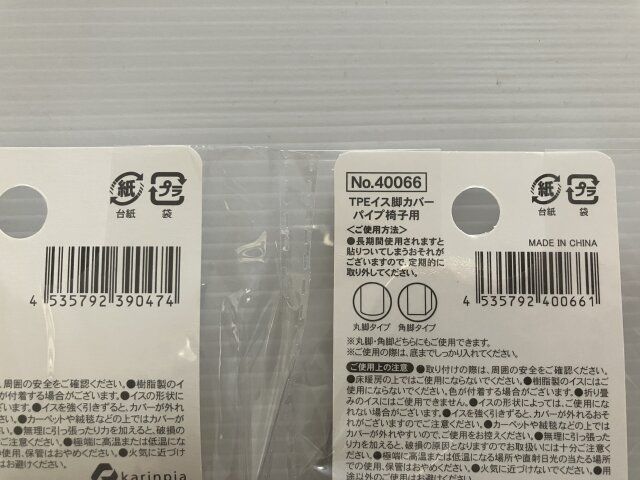 紙
プラ
台紙
袋
4 535792 390474
、周囲の安全をご確認ください。●樹脂製のイ
が付着する場合がございます。●イスの形状に
ざいます。●イスを強く引きずると、カバーが外れ
い。●カーペットや絨毯などの上ではカバーが外
●無理に引っ張ったり力を加えると、破損の
ご注意ください。●極端に高温または低温にな
保管はおやめください。●火気に近づけ
はお避けください。
karinpia
No.40066
TPEイス脚カバー
パイプ椅子用
<ご使用方法>
●長期間使用されますと
貼りついてしまうおそれが
ございますので、定期的に
取り外してください。
丸脚タイプ
角脚タイプ
紙
プラ
台紙
袋
MADE IN CHINA
4 535792 400661
※丸脚・角脚どちらにもご使用できます。
※ご使用の際は、底までしっかり入れてください。
ご使用上の注意 ●取り付けの際は、周囲の安全をご確認ください。
●床暖房の上ではご使用にならないでください。●樹脂製のイスにはご
使用にならないでください。色が付着する場合がございます。●折り畳
みのイスにはご使用できません。●イスの形状によっては、ご使用にな
れない場合がございます。●イスを強く引きずると、カバーが外れるおそ
れがございますのでご注意ください。●カーペットや絨毯などの上では
カバーが外れやすいので、ご使用をお控えください。●無理に引っ張っ
たり力を加えると、破損の原因となりますのでお取扱いには十分ご注意く
ださい。●極端に高温または低温になる場所や直射日光の当たる場所
での使用、保管はおやめください。●火気に近づけないでください。●用
途以外のご使用はお避けください。